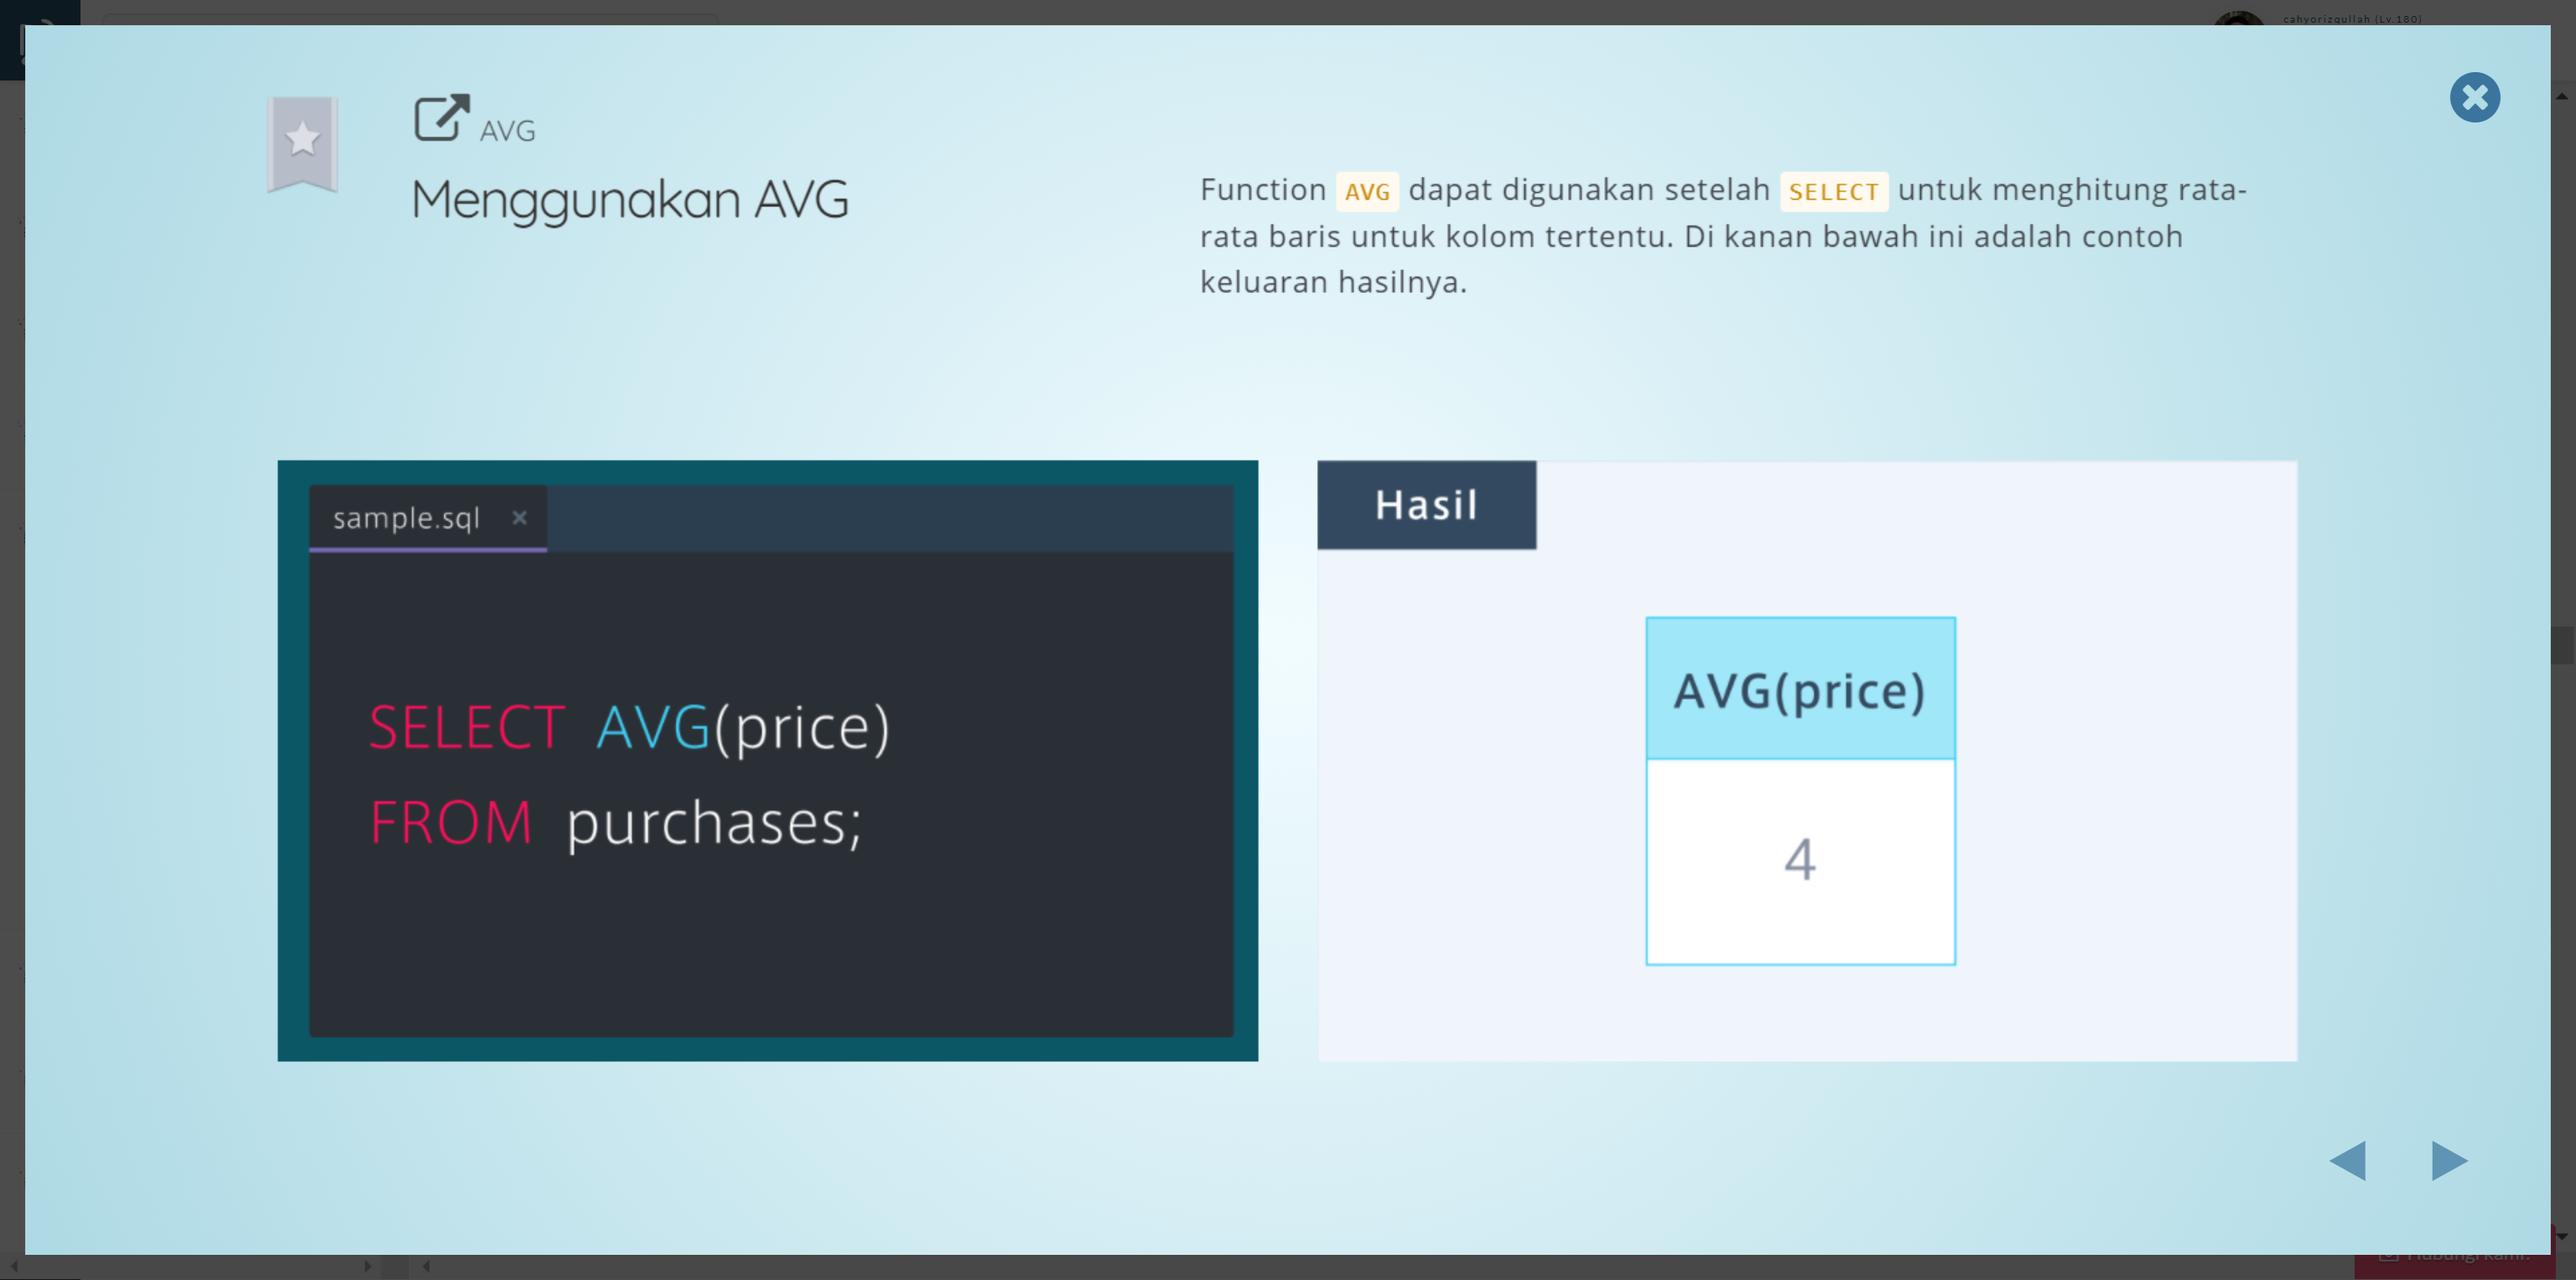 cahyorizqullah (Lv.180)
AVG
Menggunakan AVG
Function AVG dapat digunakan setelah SELECT untuk menghitung rata-
rata baris untuk kolom tertentu. Di kanan bawah ini adalah contoh
keluaran hasilnya.
sample.sql
SELECT AVG(price)
FROM purchases;
Hasil
AVG(price)
4